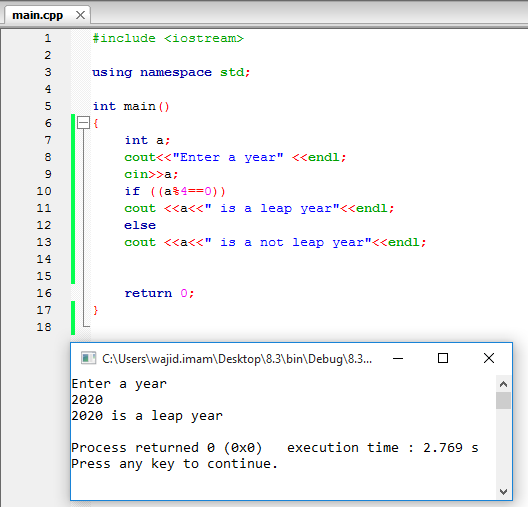 main.cpp
1 #include <iostream>
2
3 using namespace std;
4
5 int main()
6 {
7 int a;
8 cout<<"Enter a year" <<endl;
9 cin>>a;
10 if ((a%4==0))
11 cout <<a<<" is a leap year"<<endl;
12 else
13 cout <<a<<" is a not leap year"<<endl;
14
15
16 return 0;
17 }
18
C:\Users\wajid.imam\Desktop\8.3\bin\Debug\8.3...
Enter a year
2020
2020 is a leap year
Process returned 0 (0x0)   execution time : 2.769 s
Press any key to continue.